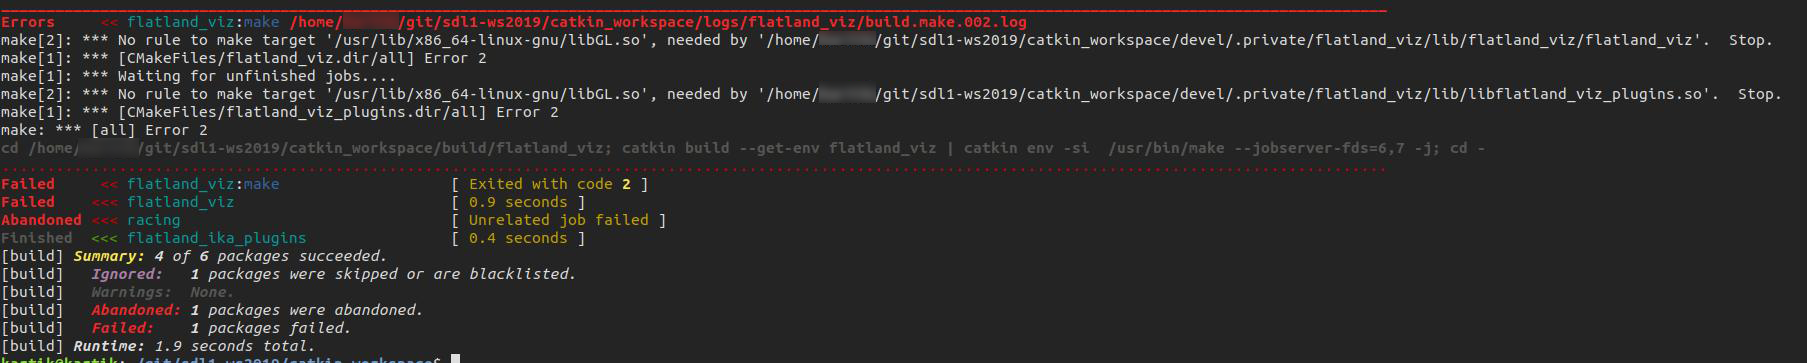 Errors << flatland_viz:make /home/ /git/sdl1-ws2019/catkin_workspace/logs/flatland_viz/build.make.002.log
make[2]: *** No rule to make target '/usr/lib/x86_64-linux-gnu/libGL.so', needed by '/home/ /git/sdl1-ws2019/catkin_workspace/devel/.private/flatland_viz/lib/flatland_viz/flatland_viz'. Stop.
make[1]: *** [CMakeFiles/flatland_viz.dir/all] Error 2
make[1]: *** Waiting for unfinished jobs....
make[2]: *** No rule to make target '/usr/lib/x86_64-linux-gnu/libGL.so', needed by '/home/ /git/sdl1-ws2019/catkin_workspace/devel/.private/flatland_viz/lib/libflatland_viz_plugins.so'. Stop.
make[1]: *** [CMakeFiles/flatland_viz_plugins.dir/all] Error 2
make: *** [all] Error 2
cd /home/ /git/sdl1-ws2019/catkin_workspace/build/flatland_viz; catkin build --get-env flatland_viz | catkin env -si /usr/bin/make --jobserver-fds=6,7 -j; cd -
Failed << flatland_viz:make [ Exited with code 2 ]
Failed <<< flatland_viz [ 0.9 seconds ]
Abandoned <<< racing [ Unrelated job failed ]
Finished <<< flatland_ika_plugins [ 0.4 seconds ]
[build] Summary: 4 of 6 packages succeeded.
[build] Ignored: 1 packages were skipped or are blacklisted.
[build] Warnings: None.
[build] Abandoned: 1 packages were abandoned.
[build] Failed: 1 packages failed.
[build] Runtime: 1.9 seconds total.